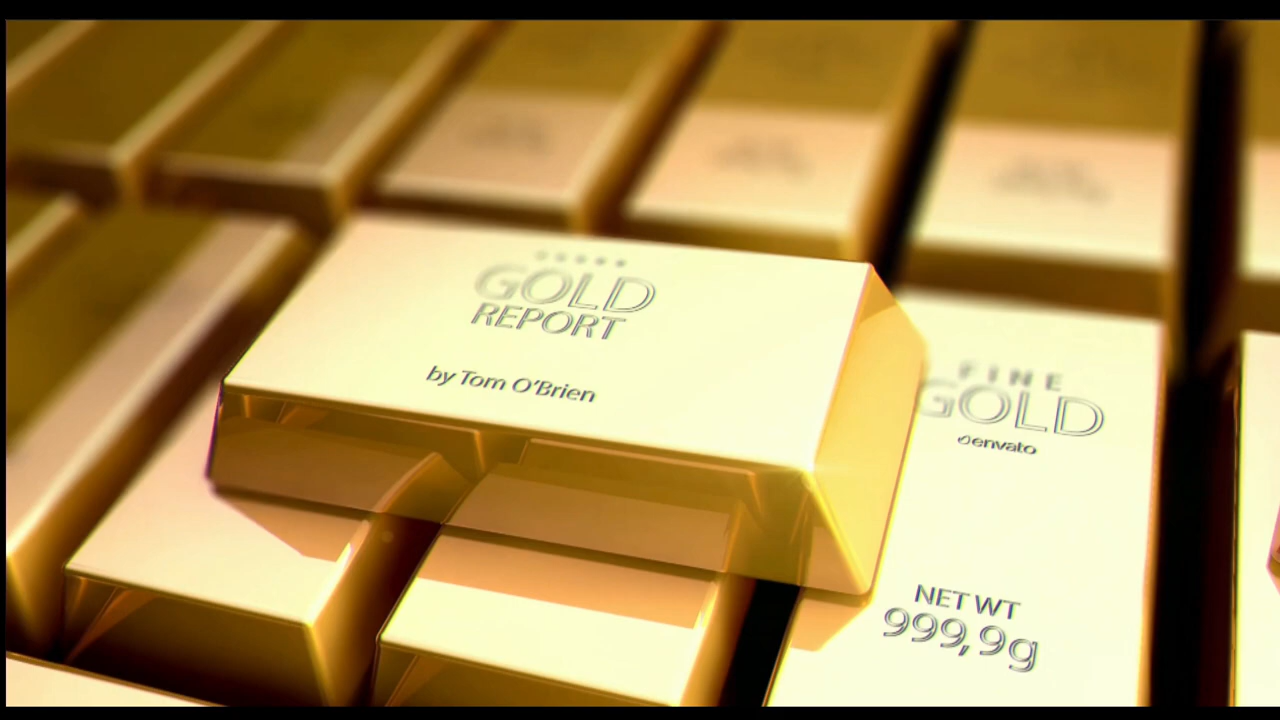 GOLD
REPORT
by Tom O'Brien
FINE
GOLD
envato
NET WT
999,9g